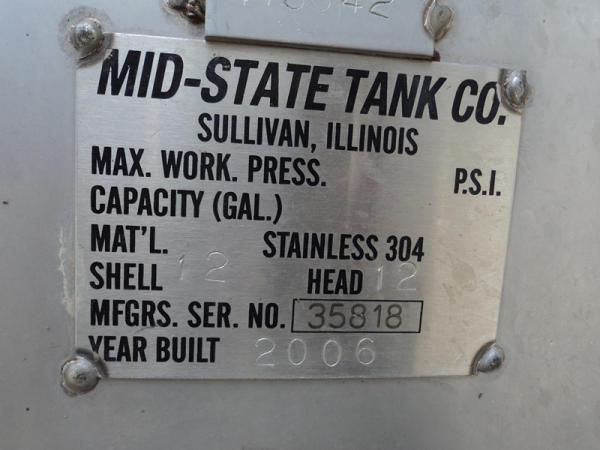 MID-STATE TANK CO.
SULLIVAN, ILLINOIS
MAX. WORK. PRESS. P.S.I.
CAPACITY (GAL.)
MAT'L. STAINLESS 304
SHELL 12 HEAD 12
MFGRS. SER. NO. 35818
YEAR BUILT 2006